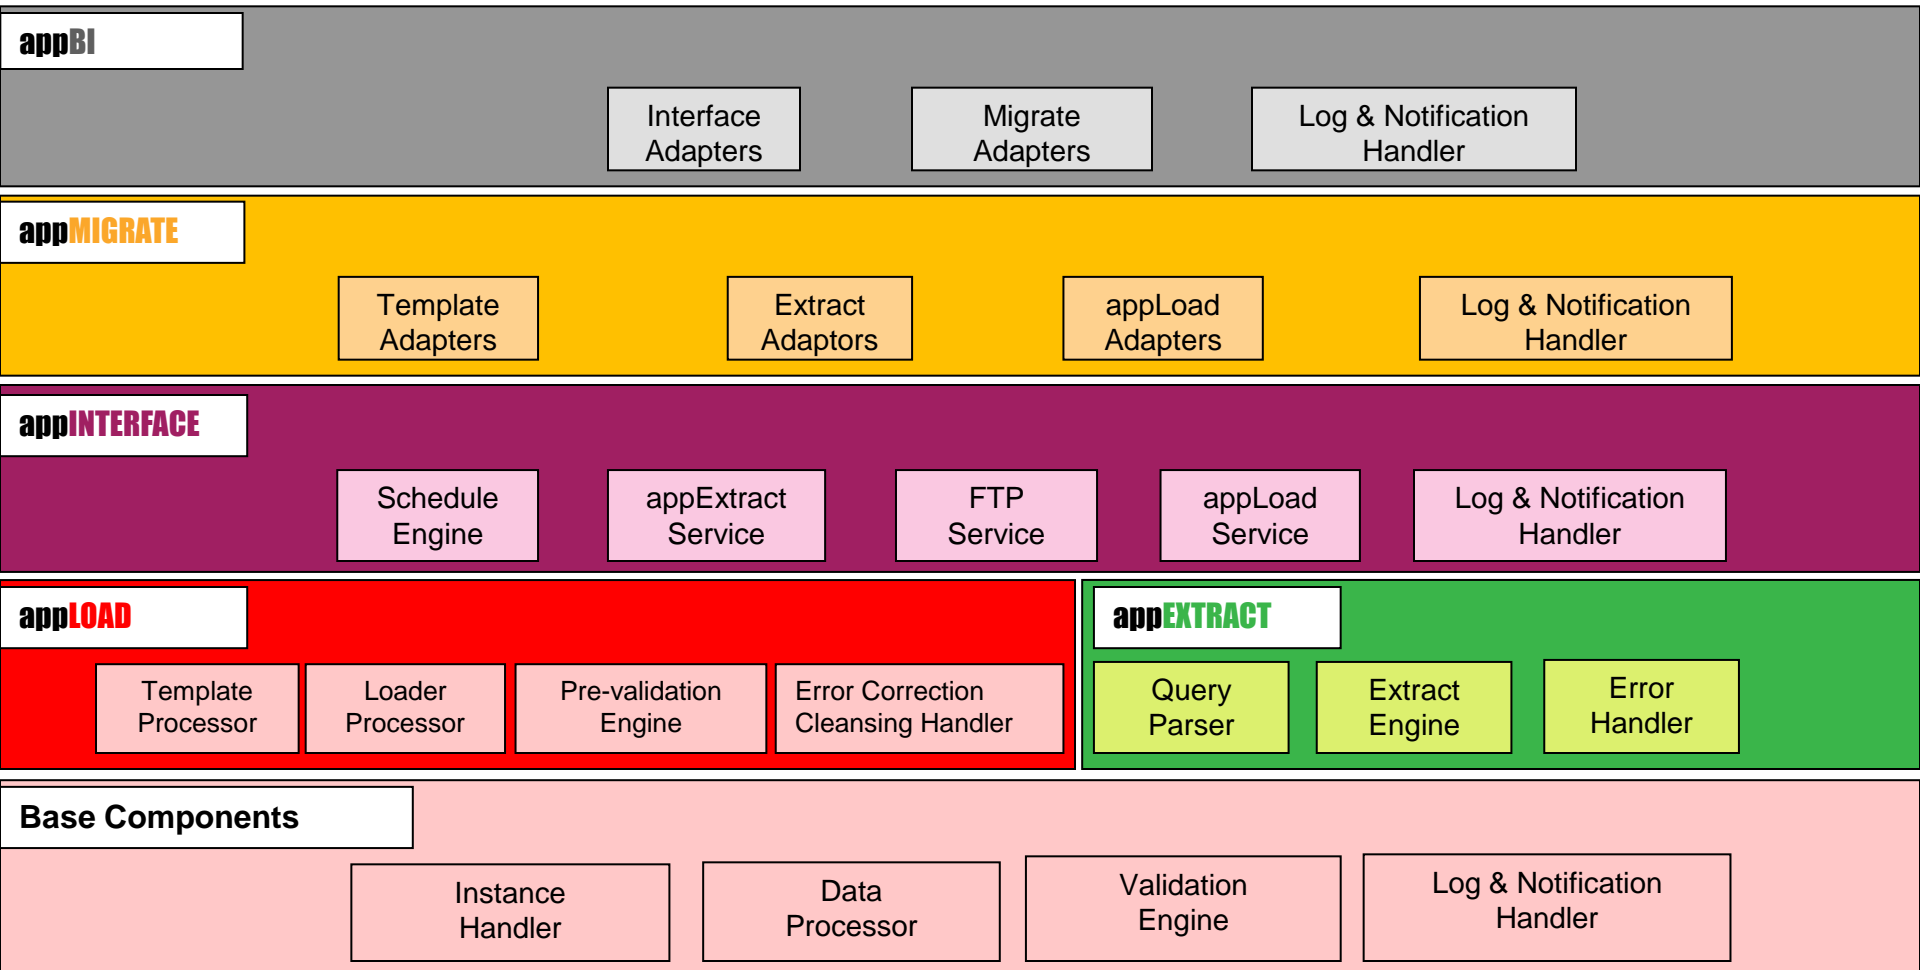 appBI
Interface
Adapters
Migrate
Adapters
Log & Notification
Handler
appMIGRATE
Template
Adapters
Extract
Adaptors
appLoad
Adapters
Log & Notification
Handler
appINTERFACE
Schedule
Engine
appExtract
Service
FTP
Service
appLoad
Service
Log & Notification
Handler
appLOAD
Template
Processor
Loader
Processor
Pre-validation
Engine
Error Correction
Cleansing Handler
appEXTRACT
Query
Parser
Extract
Engine
Error
Handler
Base Components
Instance
Handler
Data
Processor
Validation
Engine
Log & Notification
Handler